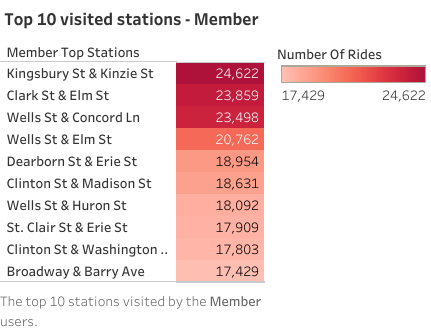 Top 10 visited stations - Member
Member Top Stations
Number Of Rides
17,429 24,622
Kingsbury St & Kinzie St 24,622
Clark St & Elm St 23,859
Wells St & Concord Ln 23,498
Wells St & Elm St 20,762
Dearborn St & Erie St 18,954
Clinton St & Madison St 18,631
Wells St & Huron St 18,092
St. Clair St & Erie St 17,909
Clinton St & Washington .. 17,803
Broadway & Barry Ave 17,429
The top 10 stations visited by the Member
users.